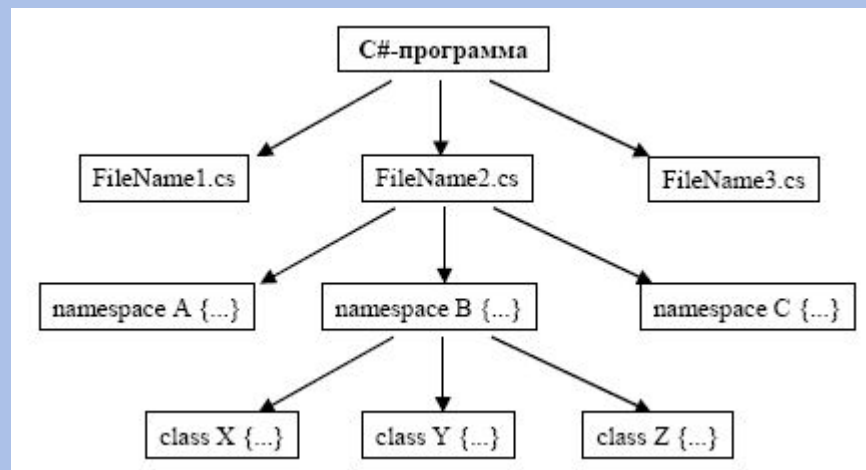 C#-программа
FileName1.cs
FileName2.cs
FileName3.cs
namespace A {...}
namespace B {...}
namespace C {...}
class X {...}
class Y {...}
class Z {...}